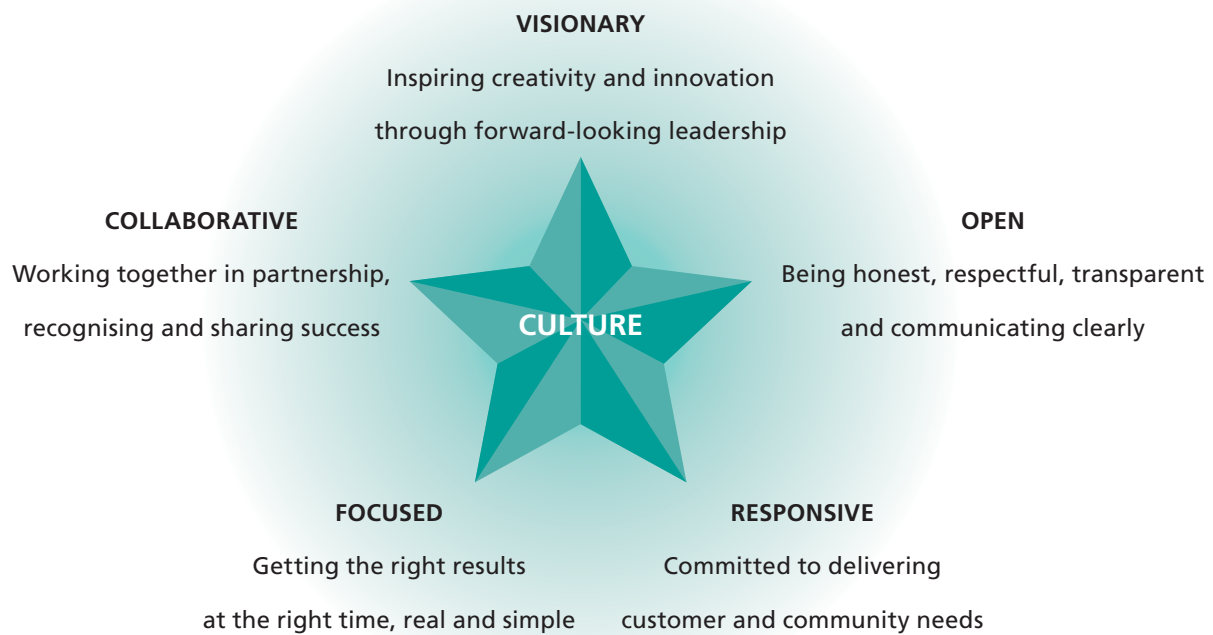 VISIONARY
Inspiring creativity and innovation
through forward-looking leadership
COLLABORATIVE
Working together in partnership,
recognising and sharing success
OPEN
Being honest, respectful, transparent
and communicating clearly
CULTURE
FOCUSED
Getting the right results
at the right time, real and simple
RESPONSIVE
Committed to delivering
customer and community needs